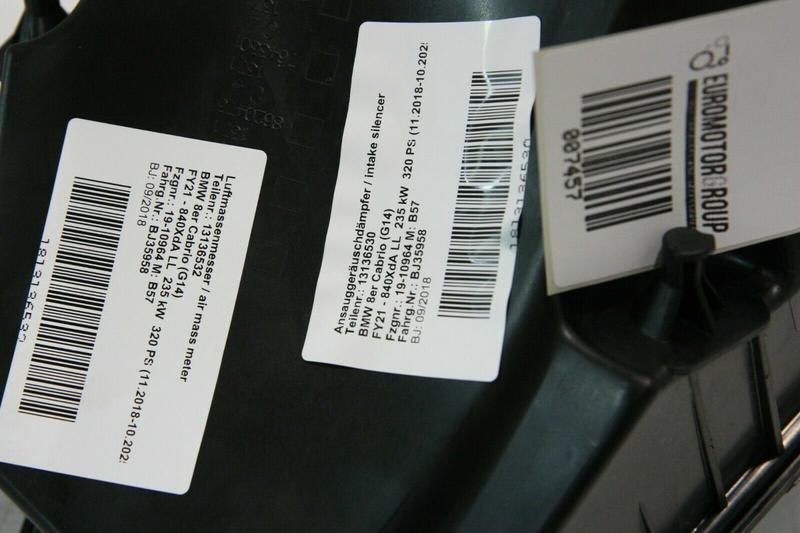 Luftmassenmesser / air mass meter
Teilenr.: 13136532
BMW 8er Cabrio (G14)
FY21 - 840XdA LL 235 kW 320 PS (11.2018-10.202
Fzgnr.: 19-10964 M: B57
Fahrg.Nr.: BJ35958
BJ: 09/2018
Ansauggeräuschdämpfer / intake silencer
Teilenr.: 13136530
BMW 8er Cabrio (G14)
FY21 - 840XdA LL 235 kW 320 PS (11.2018-10.202
Fzgnr.: 19-10964 M: B57
Fahrg.Nr.: BJ35958
BJ: 09/2018
EUROMOTORGROUP
007457